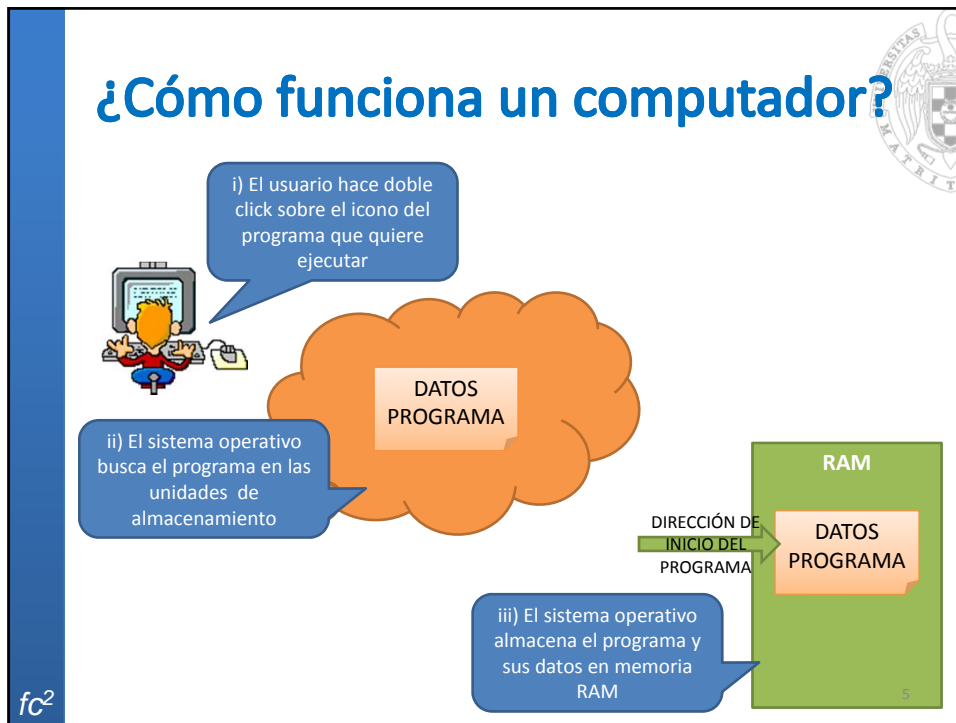 ¿Cómo funciona un computador?
i) El usuario hace doble
click sobre el icono del
programa que quiere
ejecutar
DATOS
PROGRAMA
ii) El sistema operativo
busca el programa en las
unidades de
almacenamiento
RAM
DIRECCIÓN DE
INICIO DEL
PROGRAMA
DATOS
PROGRAMA
iii) El sistema operativo
almacena el programa y
sus datos en memoria
RAM
5
fc²